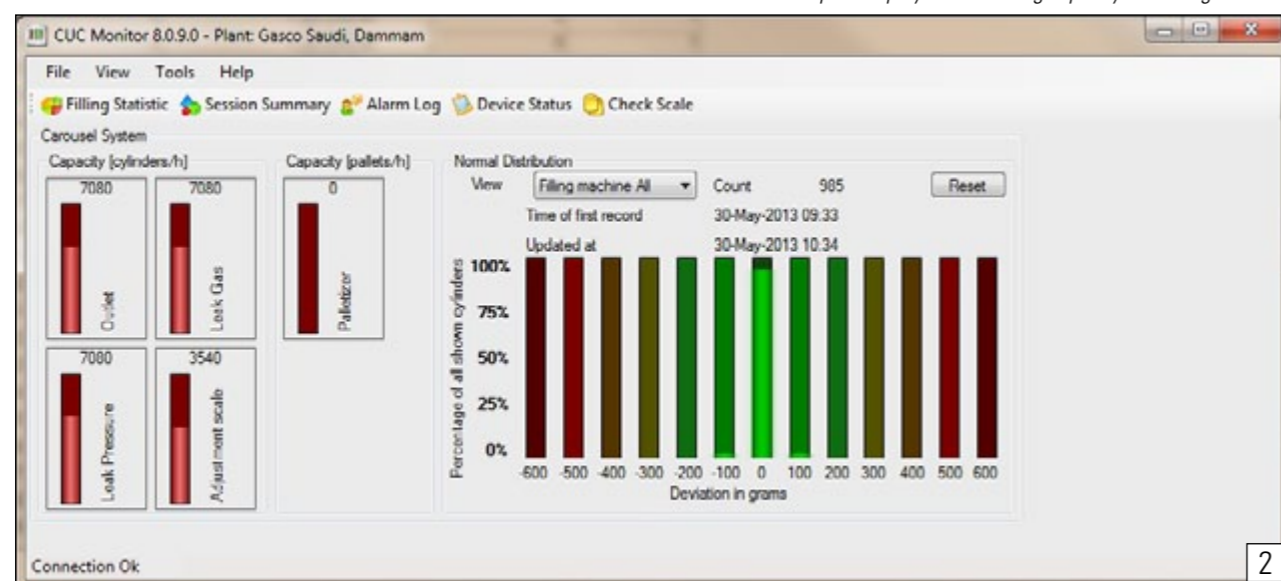 CUC Monitor 8.0.9.0 - Plant: Gasco Saudi, Dammam
File View Tools Help
Filling Statistic Session Summary Alarm Log Device Status Check Scale
Carousel System
Capacity [cylinders/h] Capacity [pallets/h] Normal Distribution
7080 7080 0 View Filling machine All Count 985 Reset
Time of first record 30-May-2013 09:33
Updated at 30-May-2013 10:34
Outlet
Leak Gas
Palletizer
7080 3540
Leak Pressure
Adjustment scale
Percentage of all shown cylinders
100%
75%
50%
25%
0%
-600 -500 -400 -300 -200 -100 0 100 200 300 400 500 600
Deviation in grams
Connection Ok
2